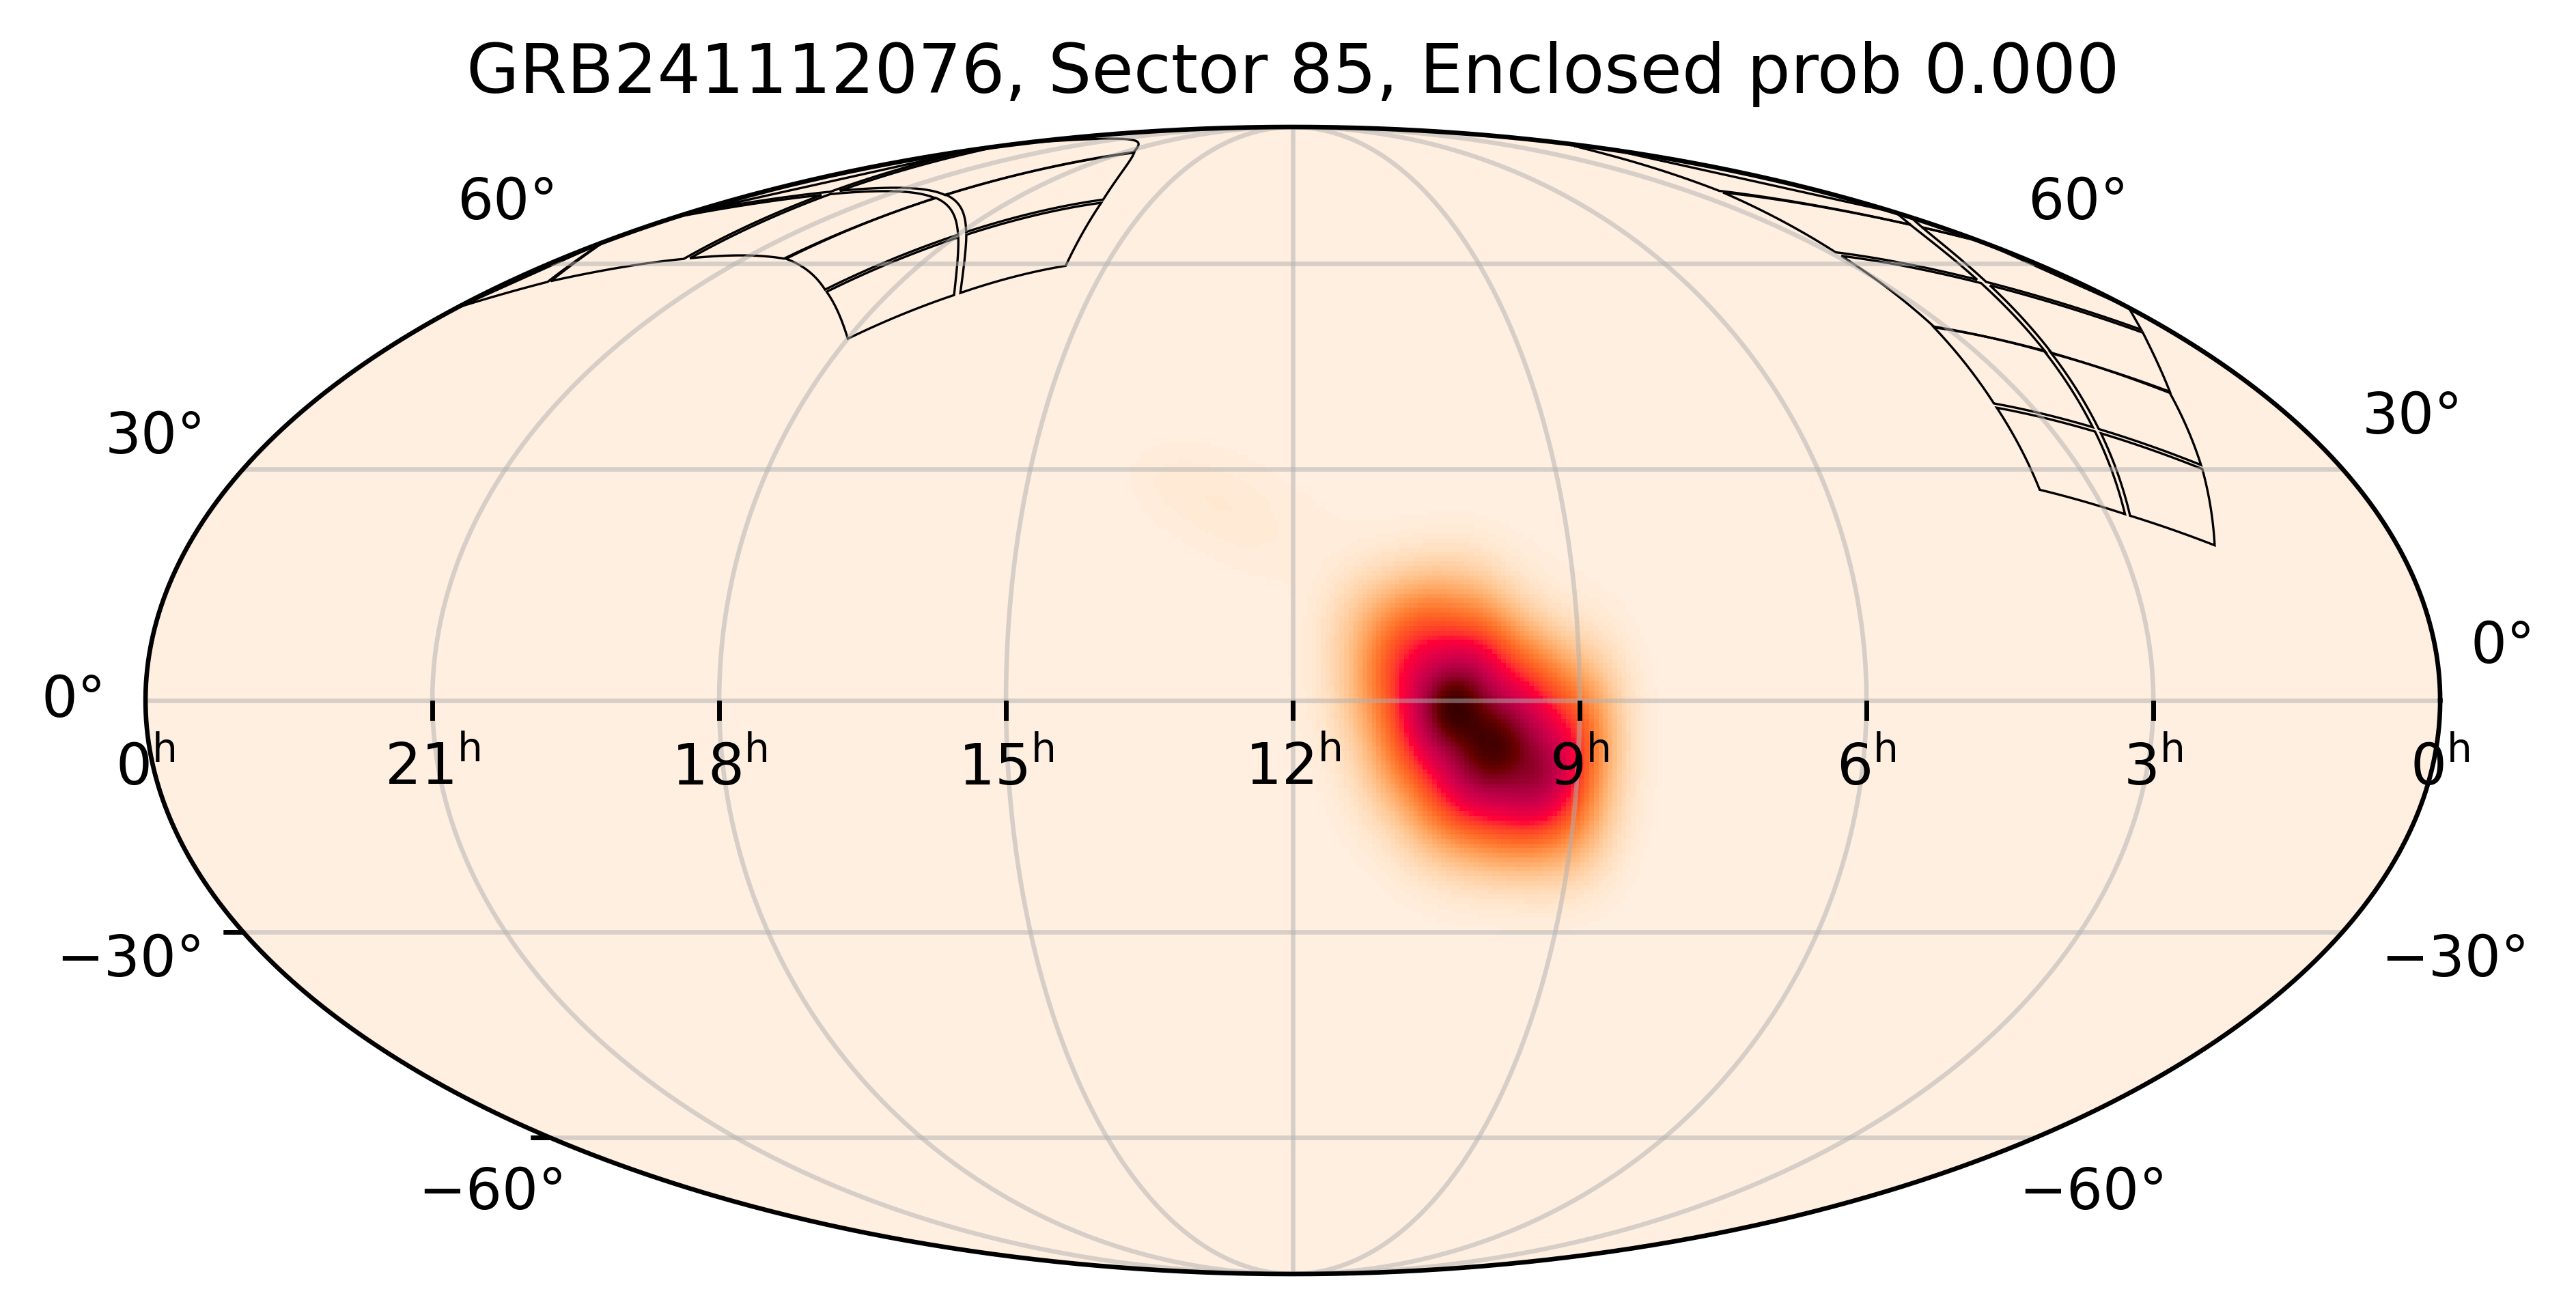 GRB241112076, Sector 85, Enclosed prob 0.000
60° 60°
30° 30°
0° 0°
0h 21h 18h 15h 12h 9h 6h 3h 0h
−30° −30°
−60° −60°